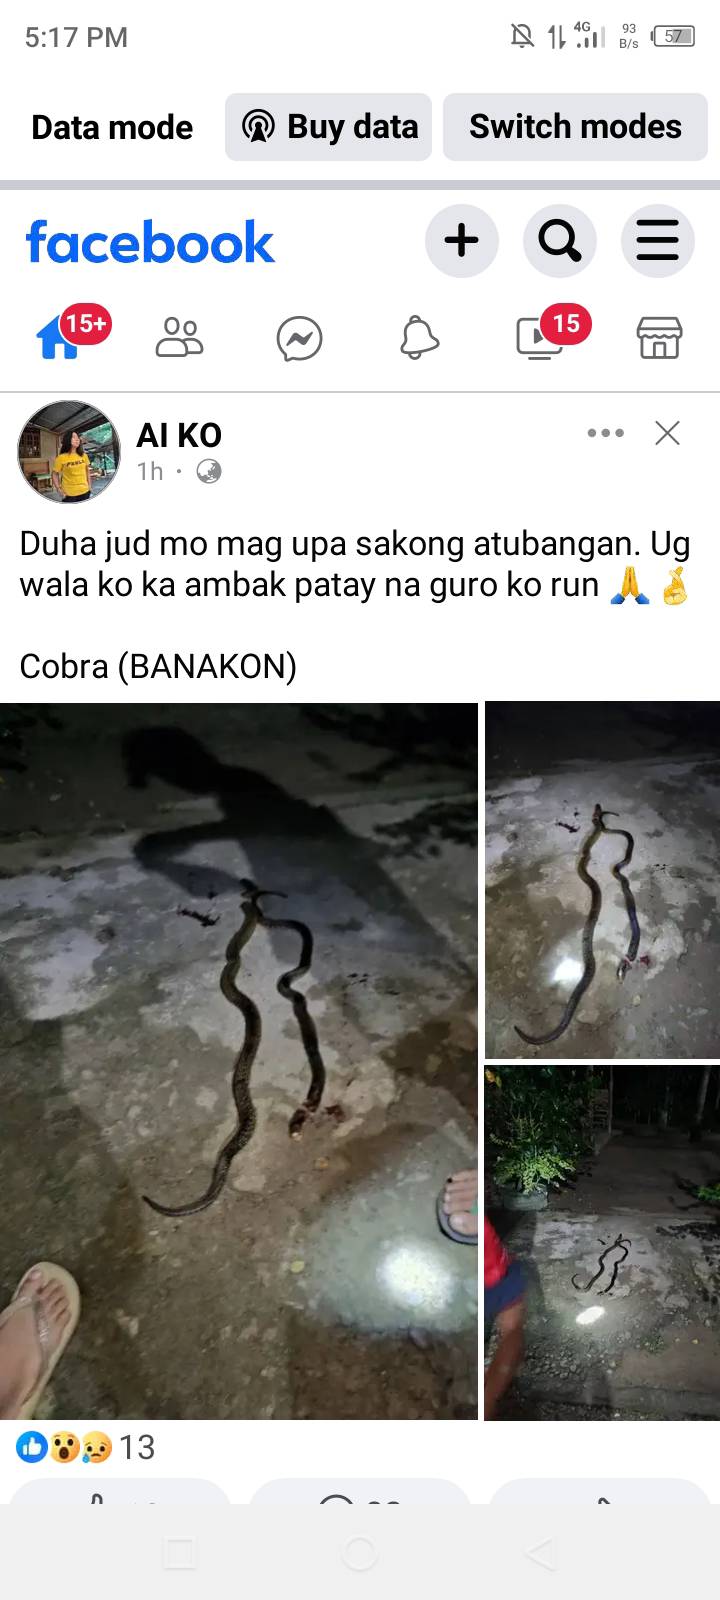 5:17 PM
4G
93
B/s
57
Data mode
Buy data
Switch modes
facebook
15+
15
AI KO
1h ·
Duha jud mo mag upa sakong atubangan. Ug
wala ko ka ambak patay na guro ko run 🙏 🤞
Cobra (BANAKON)
13